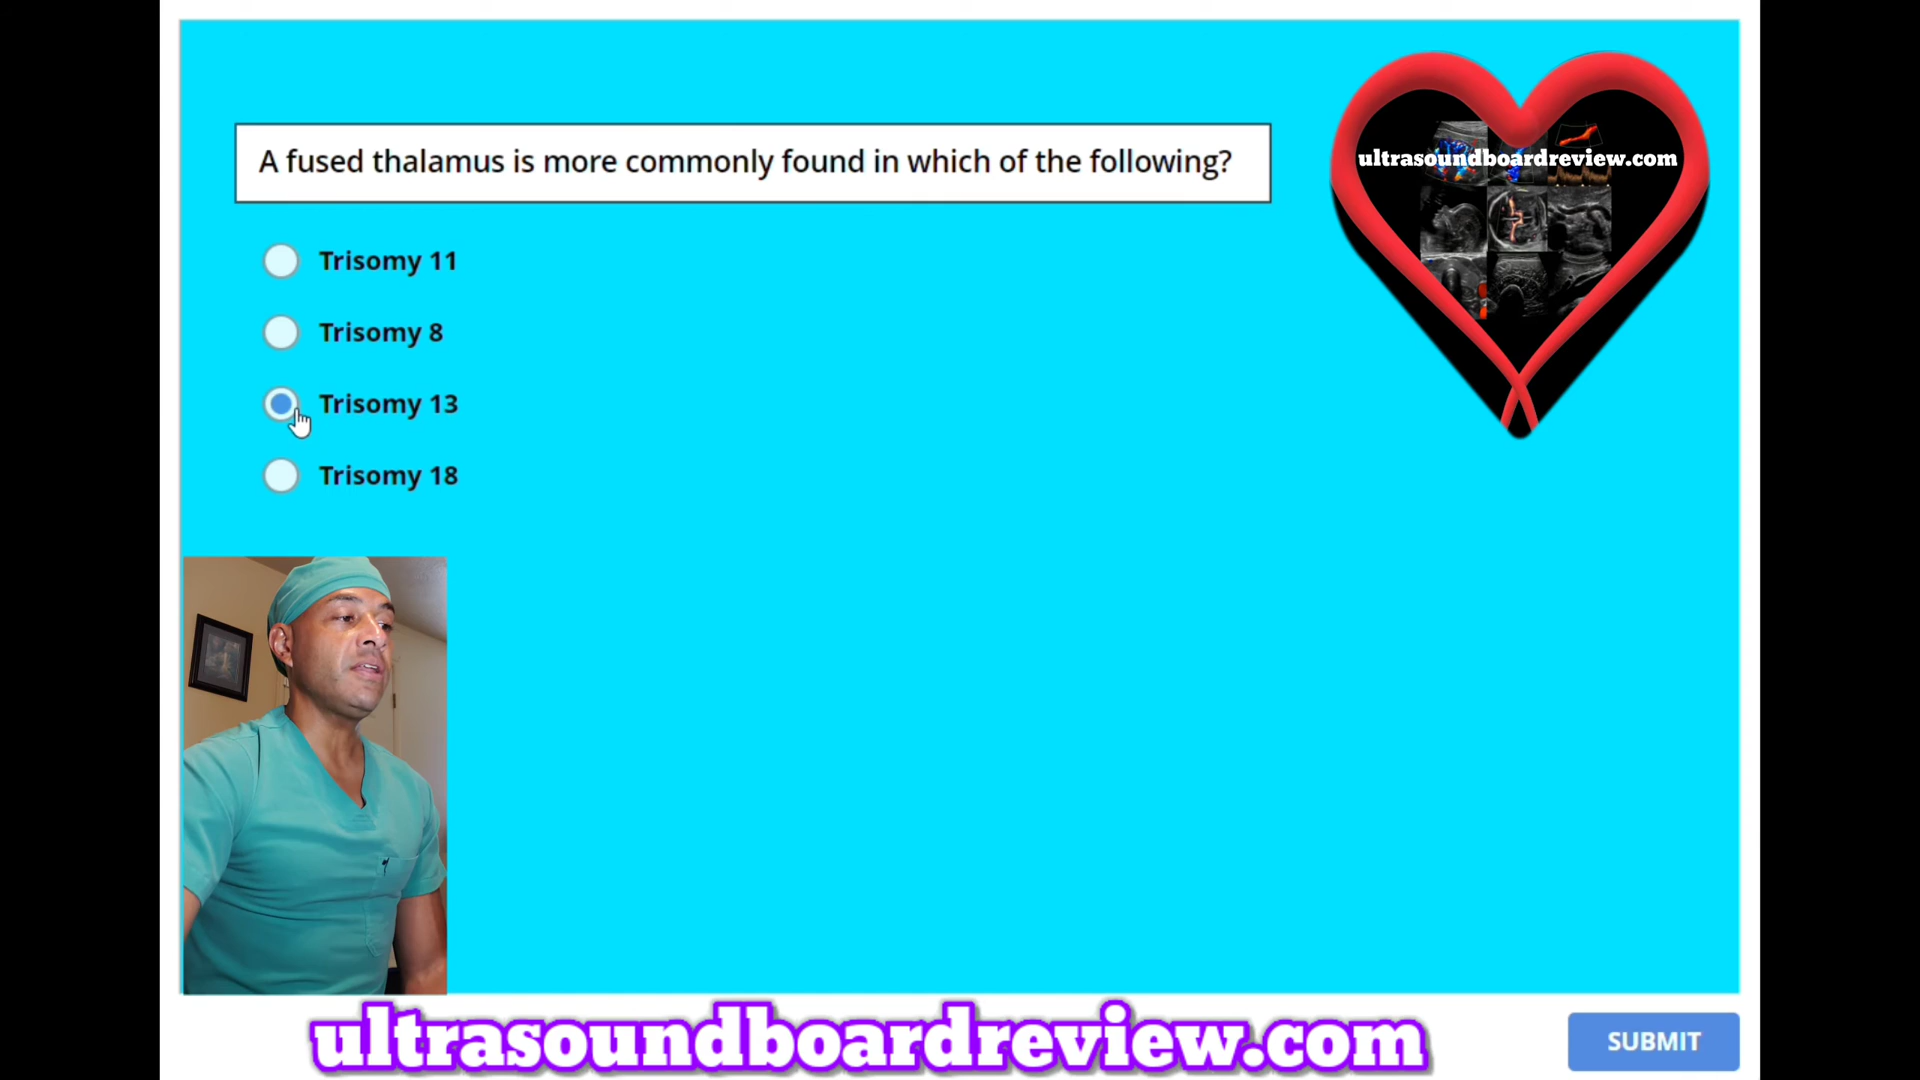 A fused thalamus is more commonly found in which of the following?
ultrasoundboardreview.com
Trisomy 11
Trisomy 8
Trisomy 13
Trisomy 18
ultrasoundboardreview.com
SUBMIT